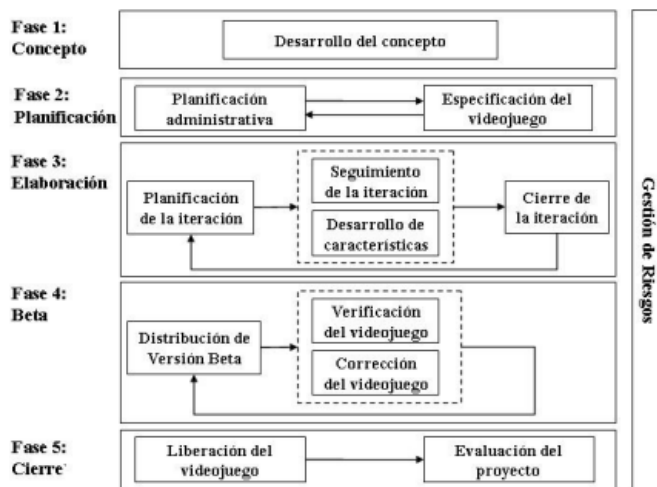 Fase 1:
Concepto
Desarrollo del concepto
Fase 2:
Planificación
Planificación
administrativa
Especificación del
videojuego
Fase 3:
Elaboración
Planificación
de la iteración
Seguimiento
de la iteración
Desarrollo de
características
Cierre de
la iteración
Fase 4:
Beta
Distribución de
Versión Beta
Verificación
del videojuego
Corrección
del videojuego
Fase 5:
Cierre
Liberación del
videojuego
Evaluación del
proyecto
Gestión de Riesgos